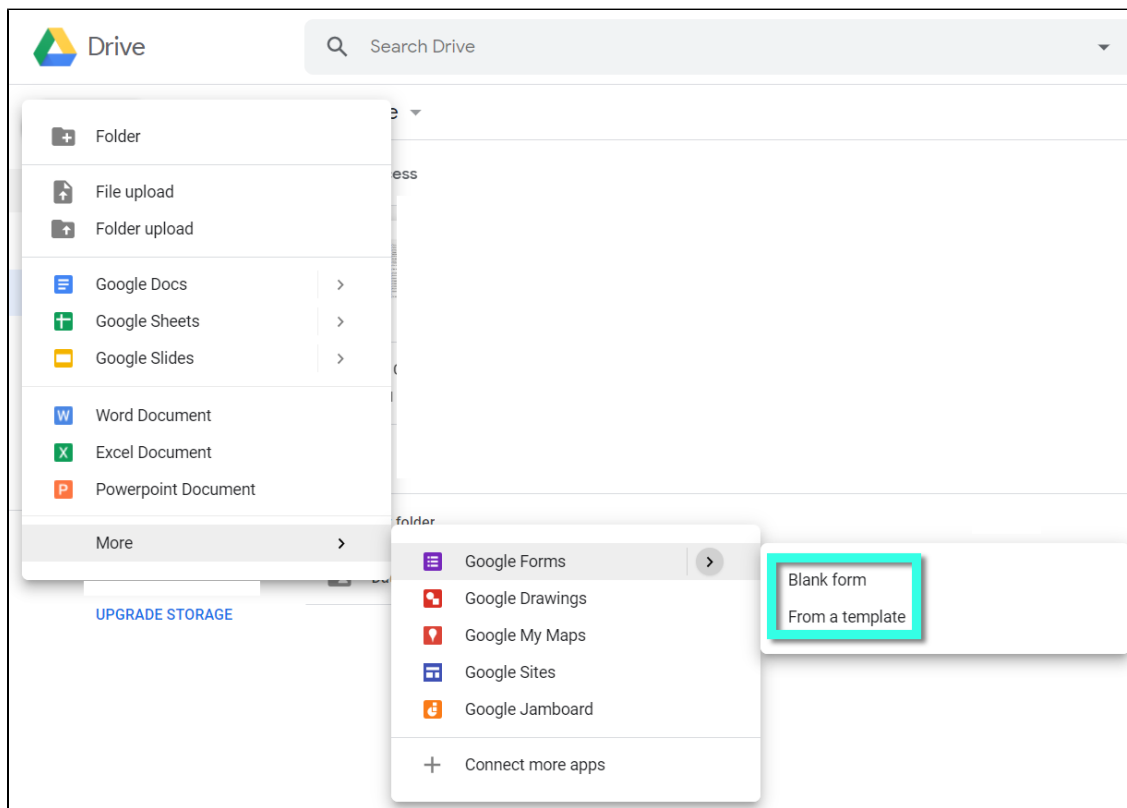 Drive
Search Drive
e
Folder
ess
File upload
Folder upload
Google Docs
Google Sheets
Google Slides
Word Document
W
Excel Document
X
Powerpoint Document
P
folder
More
Google Forms
Blank form
Google Drawings
From a template
UPGRADE STORAGE
Google My Maps
Google Sites
Google Jamboard
Connect more apps